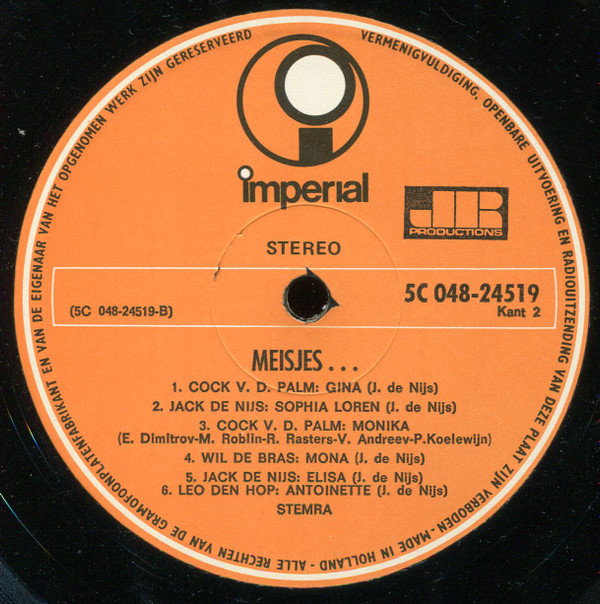 imperial
JR
PRODUCTIONS
STEREO
5C 048-24519
(5C 048-24519-B)
Kant 2
MEISJES...
1. COCK V. D. PALM: GINA (J. de Nijs)
2. JACK DE NIJS: SOPHIA LOREN (J. de Nijs)
3. COCK V. D. PALM: MONIKA
(E. Dimitrov-M. Roblin-R. Rasters-V. Andreev-P.Koelewijn)
4. WIL DE BRAS: MONA (J. de Nijs)
5. JACK DE NIJS: ELISA (J. de Nijs)
6. LEO DEN HOP: ANTOINETTE (J. de Nijs)
STEMRA
ALLE RECHTEN VAN DE GRAMOFOONPLATENFABRIKANT EN VAN DE EIGENAAR VAN HET OPGENOMEN WERK ZIJN GERESERVEERD
VERMENIGVULDIGING, OPENBARE UITVOERING EN RADIOUITZENDING VAN DEZE PLAAT ZIJN VERBODEN - MADE IN HOLLAND -